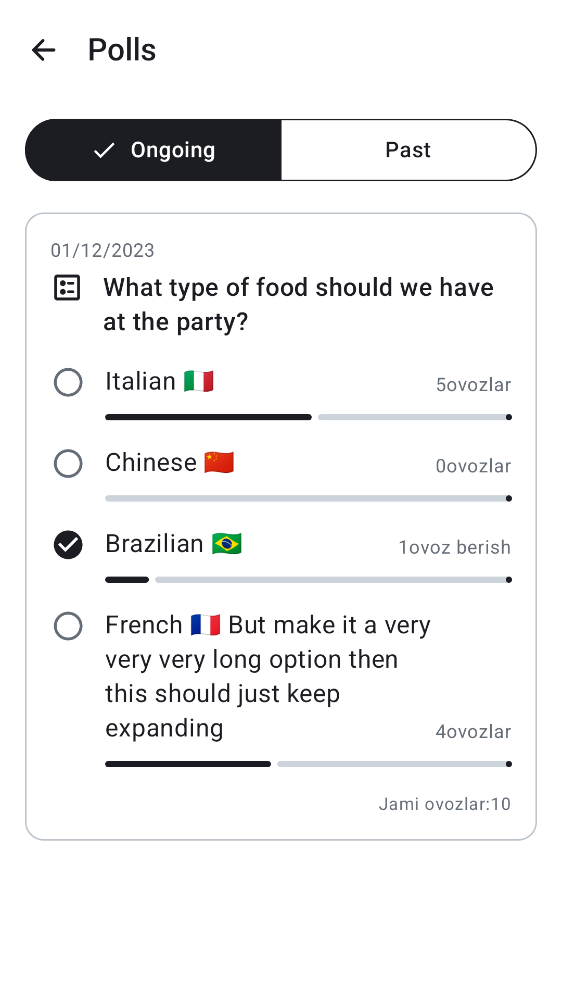 Polls
Ongoing
Past
01/12/2023
What type of food should we have
at the party?
Italian 🇮🇹
5ovozlar
Chinese 🇨🇳
0ovozlar
Brazilian 🇧🇷
1ovoz berish
French 🇫🇷 But make it a very
very very long option then
this should just keep
expanding
4ovozlar
Jami ovozlar:10